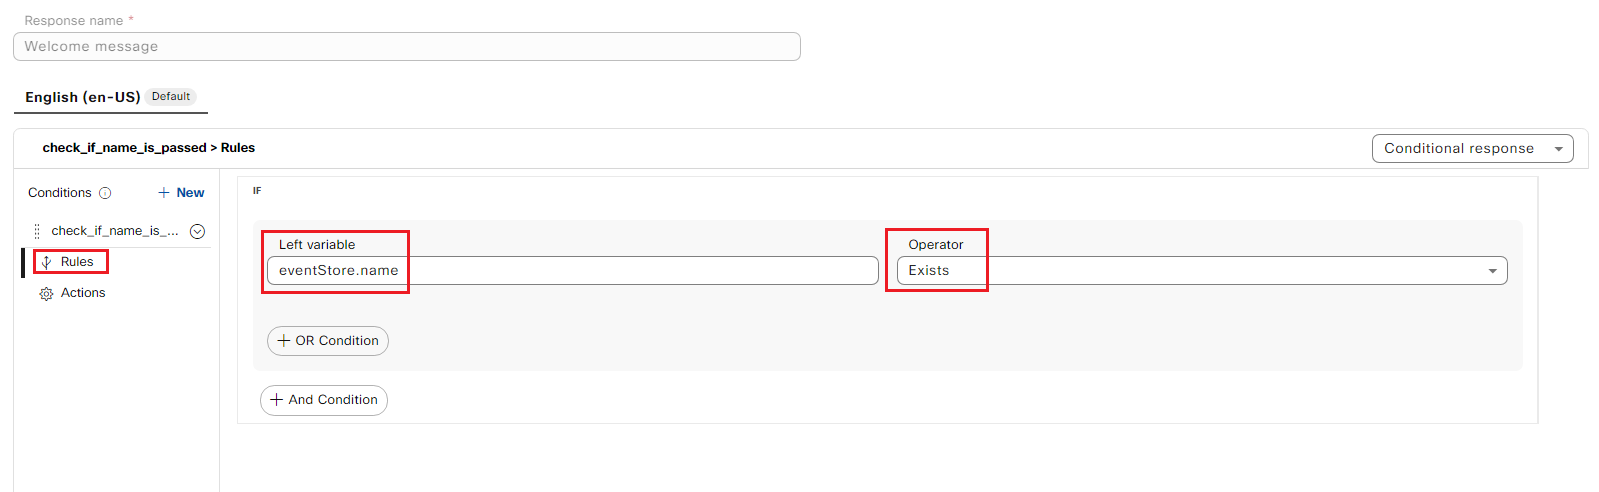 Response name *
Welcome message
English (en-US) Default
check_if_name_is_passed > Rules
Conditional response
Conditions
+ New
check_if_name_is_...
Rules
Actions
IF
Left variable
eventStore.name
Operator
Exists
+ OR Condition
+ And Condition